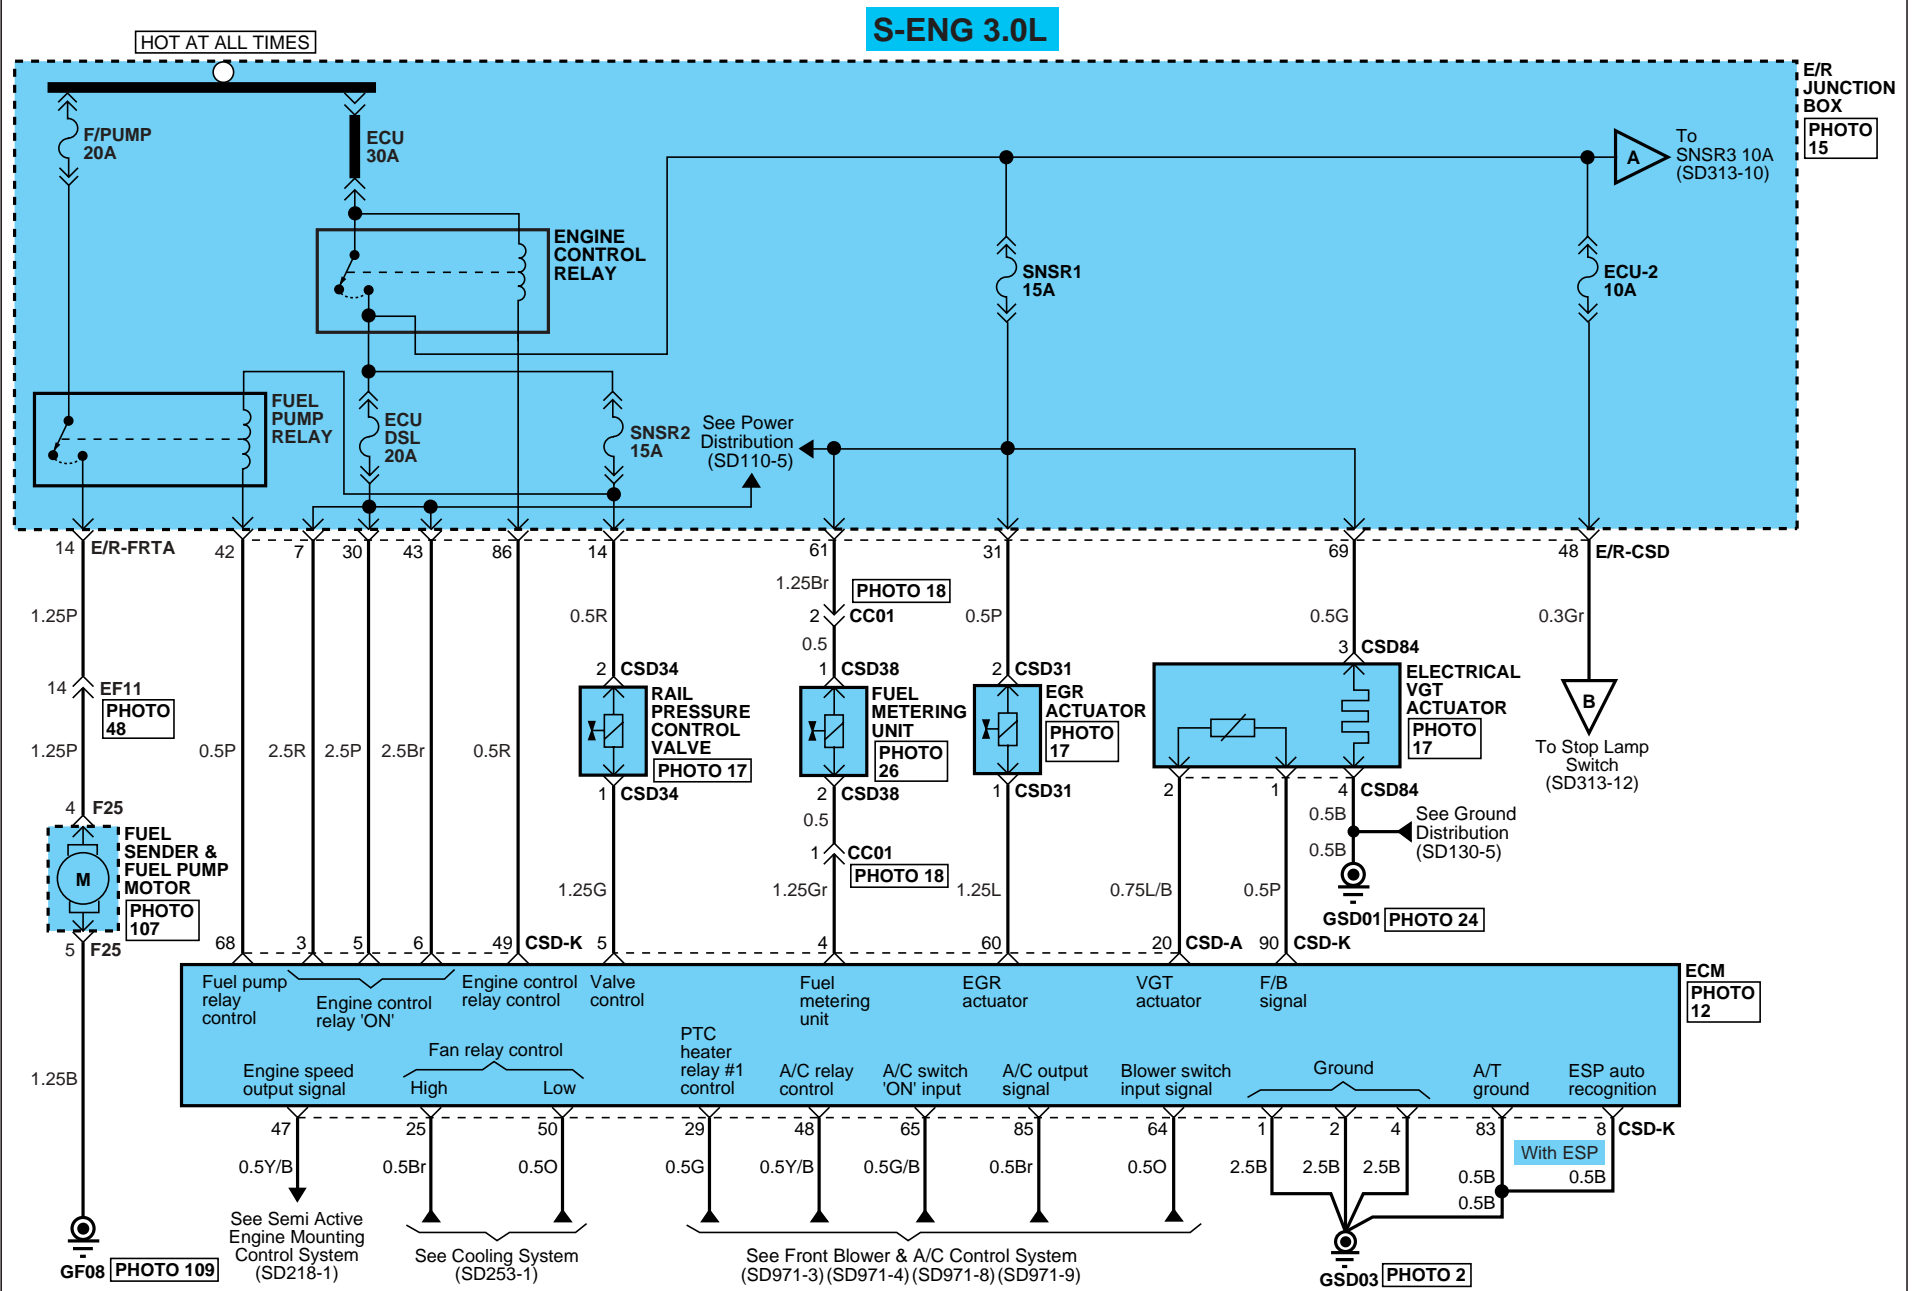 S-ENG 3.0L
HOT AT ALL TIMES
E/R
JUNCTION
BOX
PHOTO
15
F/PUMP
20A
ECU
30A
A
To
SNSR3 10A
(SD313-10)
ENGINE
CONTROL
RELAY
SNSR1
15A
ECU-2
10A
FUEL
PUMP
RELAY
ECU
DSL
20A
SNSR2
15A
See Power
Distribution
(SD110-5)
14 E/R-FRTA 42 7 30 43 86 14 61 31 69 48 E/R-CSD
1.25P
0.5R
1.25Br
PHOTO 18
2 CC01
0.5
0.5P
0.5G
0.3Gr
14 EF11
PHOTO
48
1.25P
0.5P
2.5R
2.5P
2.5Br
0.5R
2 CSD34
RAIL
PRESSURE
CONTROL
VALVE
PHOTO 17
1 CSD34
1 CSD38
FUEL
METERING
UNIT
PHOTO
26
2 CSD38
0.5
1 CC01
PHOTO 18
2 CSD31
EGR
ACTUATOR
PHOTO
17
1 CSD31
3 CSD84
ELECTRICAL
VGT
ACTUATOR
PHOTO
17
2 1 4 CSD84
B
To Stop Lamp
Switch
(SD313-12)
0.5B
See Ground
Distribution
(SD130-5)
0.5B
GSD01 PHOTO 24
4 F25
FUEL
SENDER &
FUEL PUMP
MOTOR
PHOTO
107
M
5 F25
1.25G
1.25Gr
1.25L
0.75L/B
0.5P
68 3 5 6 49 CSD-K 5 4 60 20 CSD-A 90 CSD-K
ECM
PHOTO
12
Fuel pump
relay
control
Engine control
relay 'ON'
Engine control
relay control
Valve
control
Fuel
metering
unit
EGR
actuator
VGT
actuator
F/B
signal
Engine speed
output signal
Fan relay control
High
Low
PTC
heater
relay #1
control
A/C relay
control
A/C switch
'ON' input
A/C output
signal
Blower switch
input signal
Ground
A/T
ground
ESP auto
recognition
1.25B
47 25 50 29 48 65 85 64 1 2 4 83 8 CSD-K
With ESP
0.5Y/B 0.5Br 0.5O 0.5G 0.5Y/B 0.5G/B 0.5Br 0.5O 2.5B 2.5B 2.5B
0.5B 0.5B
0.5B
See Semi Active
Engine Mounting
Control System
(SD218-1)
See Cooling System
(SD253-1)
See Front Blower & A/C Control System
(SD971-3)(SD971-4)(SD971-8)(SD971-9)
GF08 PHOTO 109
GSD03 PHOTO 2